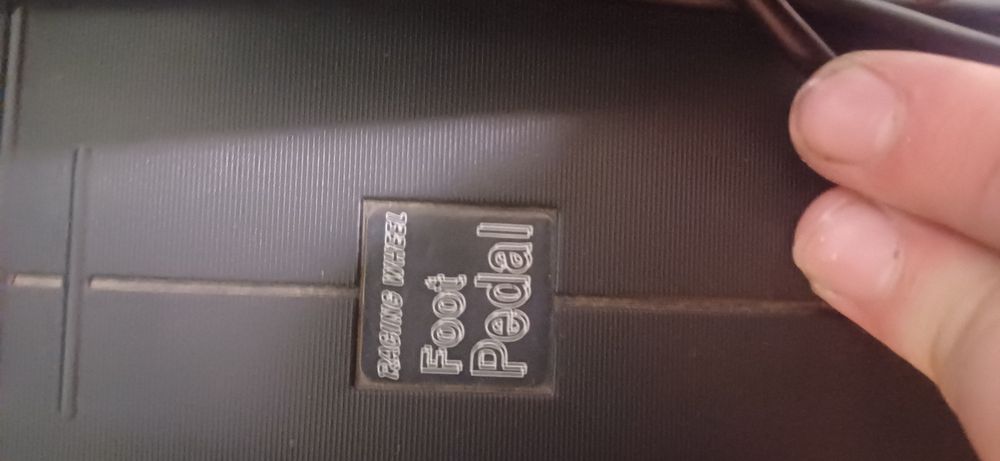 RACING WHEEL
Foot
Pedal